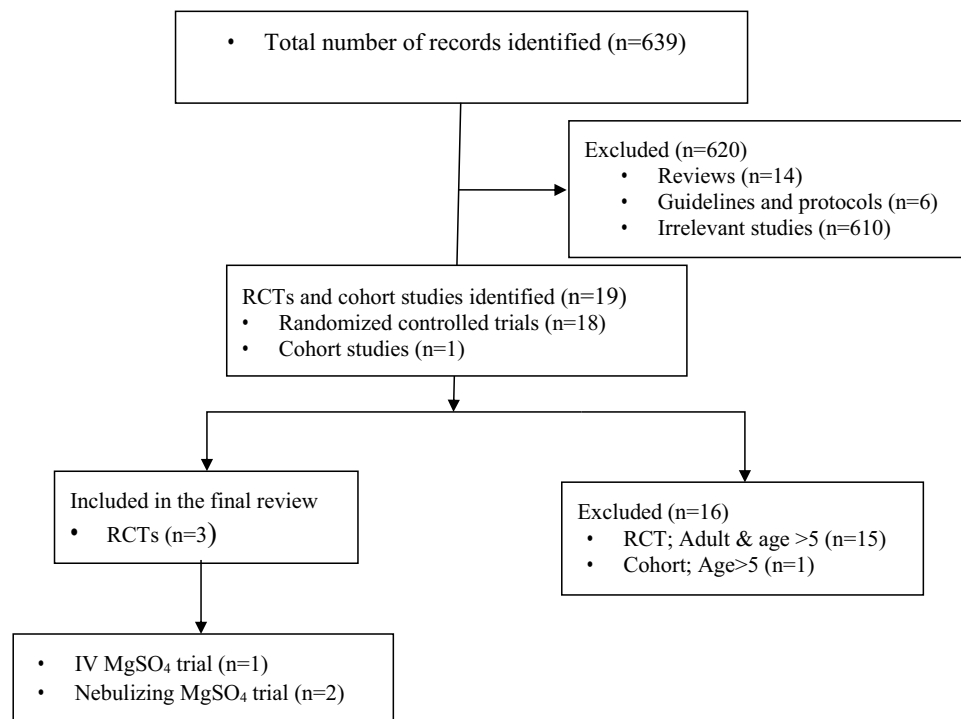 • Total number of records identified (n=639)
Excluded (n=620)
• Reviews (n=14)
• Guidelines and protocols (n=6)
• Irrelevant studies (n=610)
RCTs and cohort studies identified (n=19)
• Randomized controlled trials (n=18)
• Cohort studies (n=1)
Included in the final review
• RCTs (n=3)
Excluded (n=16)
• RCT; Adult & age >5 (n=15)
• Cohort; Age>5 (n=1)
• IV MgSO₄ trial (n=1)
• Nebulizing MgSO₄ trial (n=2)